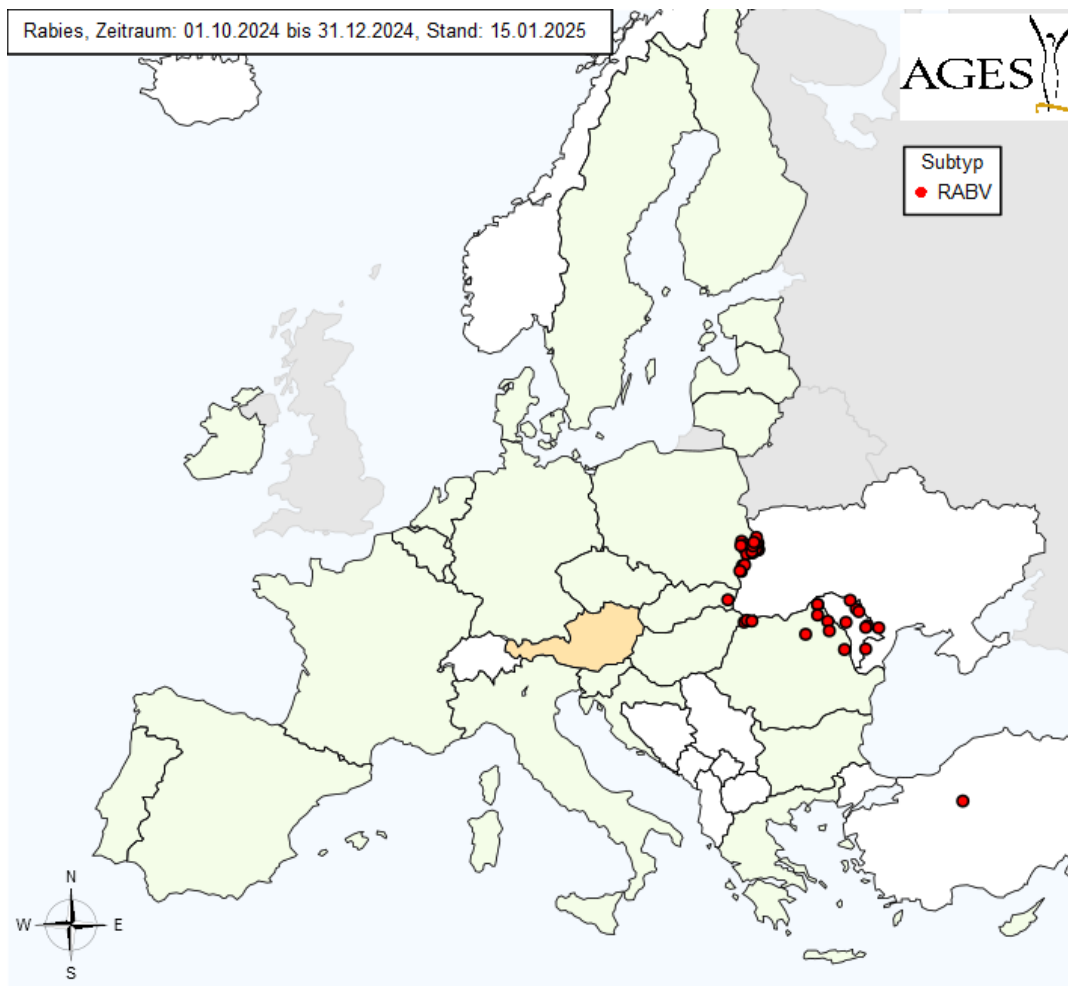 Rabies, Zeitraum: 01.10.2024 bis 31.12.2024, Stand: 15.01.2025
AGES
Subtyp
RABV
N
W E
S